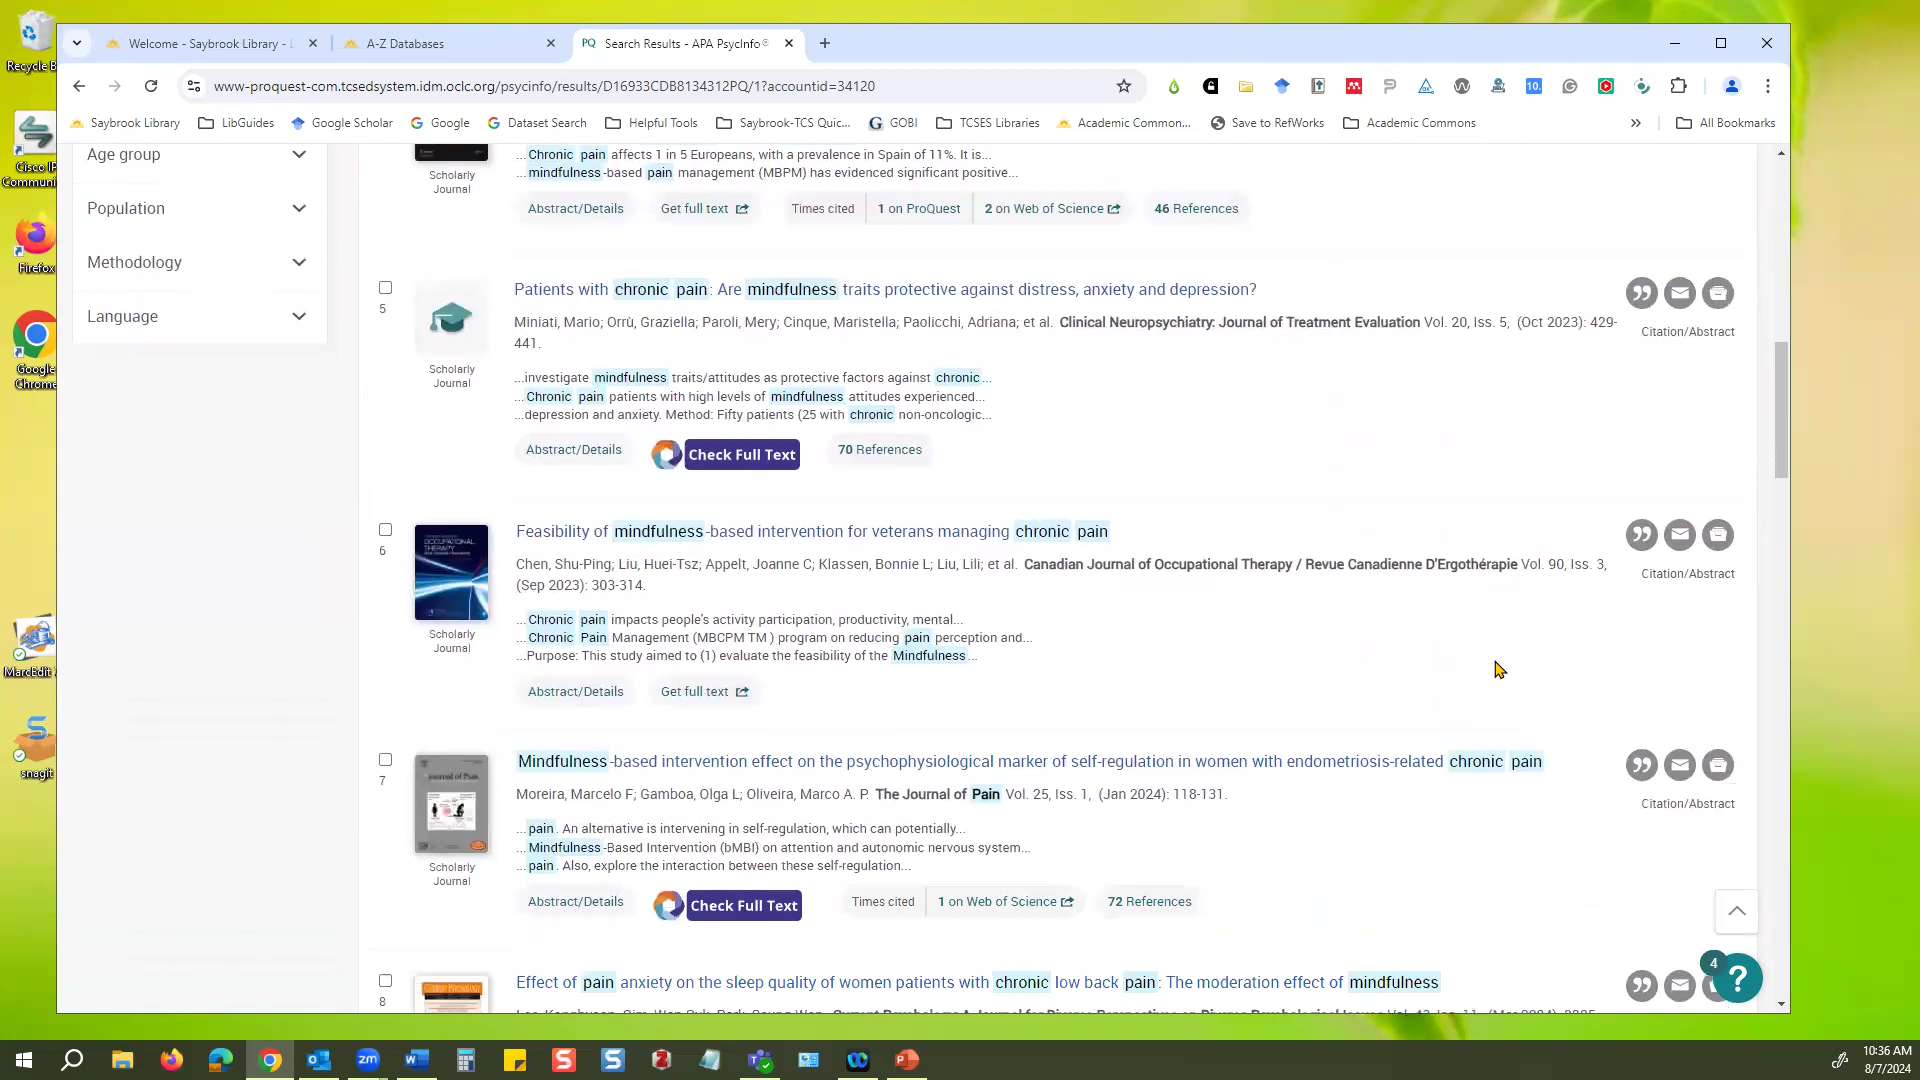 Welcome - Saybrook Library - L
A-Z Databases
PQ Search Results - APA PsycInfo®
www-proquest-com.tcsedsystem.idm.oclc.org/psycinfo/results/D16933CDB8134312PQ/1?accountid=34120
Saybrook Library
LibGuides
Google Scholar
Google
Dataset Search
Helpful Tools
Saybrook-TCS Quic...
GOBI
TCSES Libraries
Academic Common...
Save to RefWorks
Academic Commons
»
All Bookmarks
Recycle B
Cisco IP
Communi
Firefox
Google
Chrome
MarcEdit
snagit
Age group
Population
Methodology
Language
Scholarly
Journal
...Chronic pain affects 1 in 5 Europeans, with a prevalence in Spain of 11%. It is...
...mindfulness-based pain management (MBPM) has evidenced significant positive...
Abstract/Details Get full text Times cited 1 on ProQuest 2 on Web of Science 46 References
5
Scholarly
Journal
Patients with chronic pain: Are mindfulness traits protective against distress, anxiety and depression?
Miniati, Mario; Orrù, Graziella; Paroli, Mery; Cinque, Maristella; Paolicchi, Adriana; et al. Clinical Neuropsychiatry: Journal of Treatment Evaluation Vol. 20, Iss. 5, (Oct 2023): 429-
441.
...investigate mindfulness traits/attitudes as protective factors against chronic...
...Chronic pain patients with high levels of mindfulness attitudes experienced...
...depression and anxiety. Method: Fifty patients (25 with chronic non-oncologic...
Abstract/Details Check Full Text 70 References
Citation/Abstract
6
OCCUPATIONAL
THERAPY
Scholarly
Journal
Feasibility of mindfulness-based intervention for veterans managing chronic pain
Chen, Shu-Ping; Liu, Huei-Tsz; Appelt, Joanne C; Klassen, Bonnie L; Liu, Lili; et al. Canadian Journal of Occupational Therapy / Revue Canadienne D'Ergothérapie Vol. 90, Iss. 3,
(Sep 2023): 303-314.
...Chronic pain impacts people's activity participation, productivity, mental...
...Chronic Pain Management (MBCPM TM ) program on reducing pain perception and...
...Purpose: This study aimed to (1) evaluate the feasibility of the Mindfulness...
Abstract/Details Get full text
Citation/Abstract
7
Journal of Pain
Scholarly
Journal
Mindfulness-based intervention effect on the psychophysiological marker of self-regulation in women with endometriosis-related chronic pain
Moreira, Marcelo F; Gamboa, Olga L; Oliveira, Marco A. P. The Journal of Pain Vol. 25, Iss. 1, (Jan 2024): 118-131.
...pain. An alternative is intervening in self-regulation, which can potentially...
...Mindfulness-Based Intervention (bMBI) on attention and autonomic nervous system...
...pain. Also, explore the interaction between these self-regulation...
Abstract/Details Check Full Text Times cited 1 on Web of Science 72 References
Citation/Abstract
8
Effect of pain anxiety on the sleep quality of women patients with chronic low back pain: The moderation effect of mindfulness
4
?
zm
10:36 AM
8/7/2024